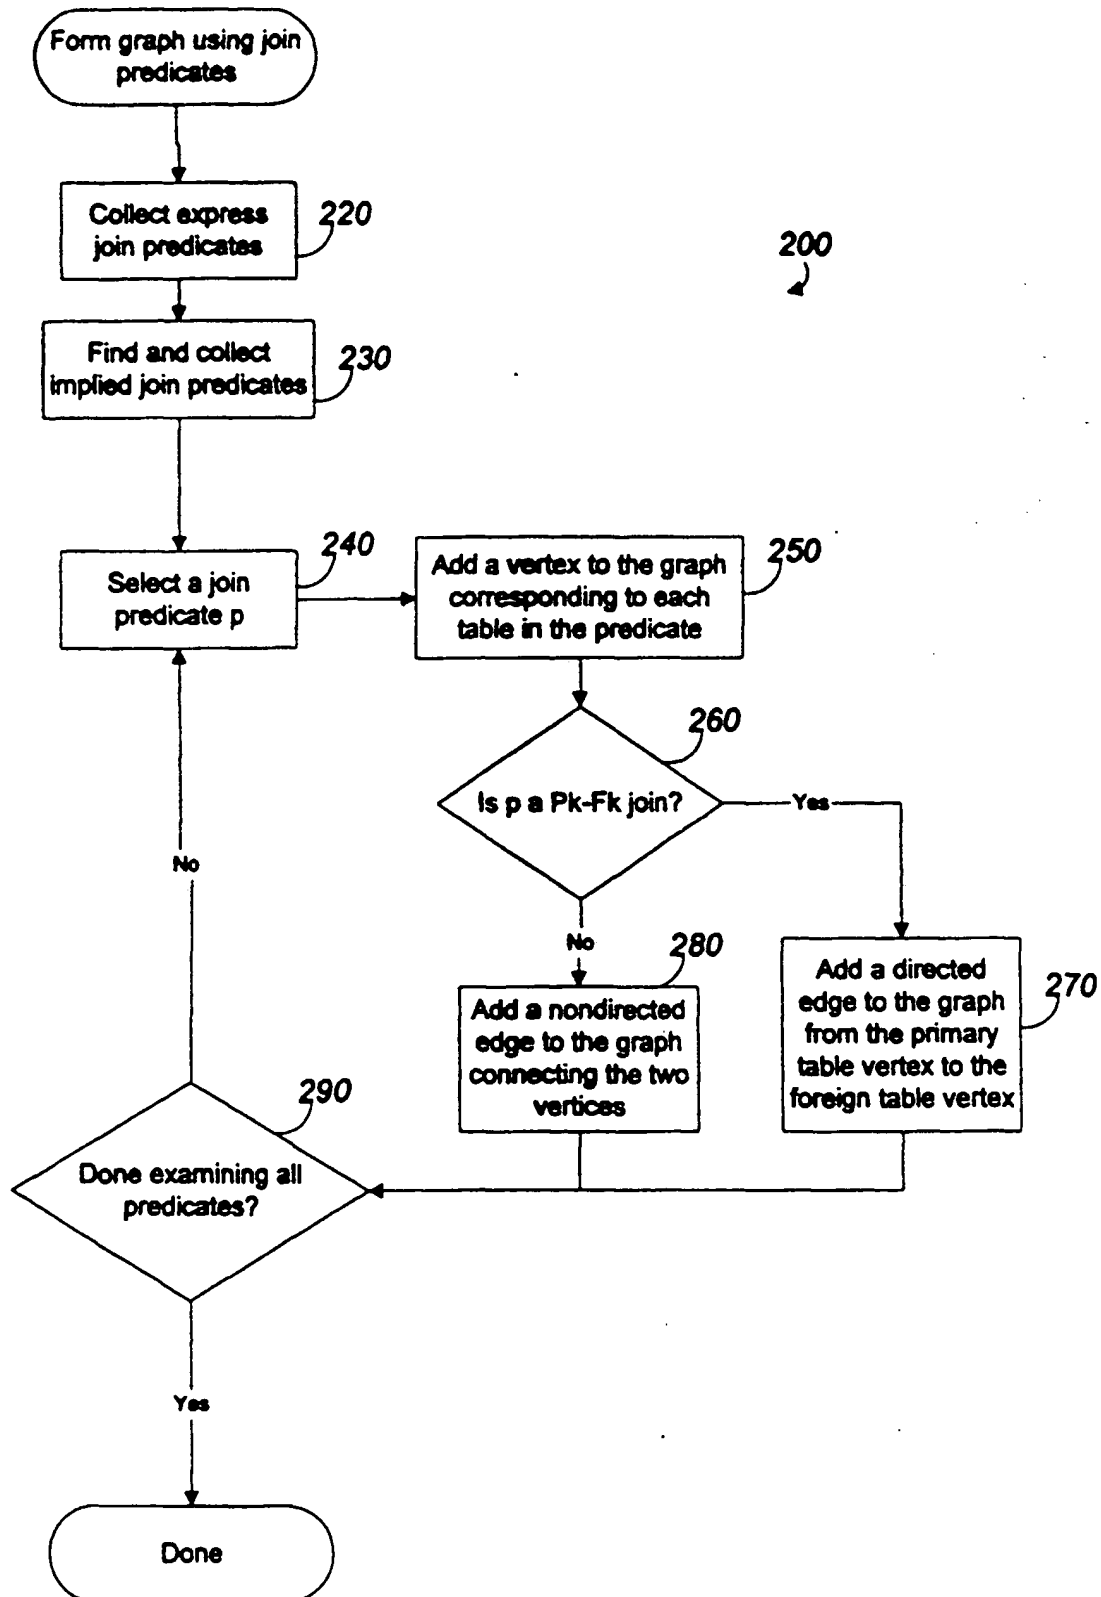 Form graph using join
predicates
Collect express
join predicates
220
200
Find and collect
implied join predicates
230
Select a join
predicate p
240
Add a vertex to the graph
corresponding to each
table in the predicate
250
Is p a Pk-Fk join?
260
Yes
No
No
Add a nondirected
edge to the graph
connecting the two
vertices
280
Add a directed
edge to the graph
from the primary
table vertex to the
foreign table vertex
270
Done examining all
predicates?
290
Yes
Done